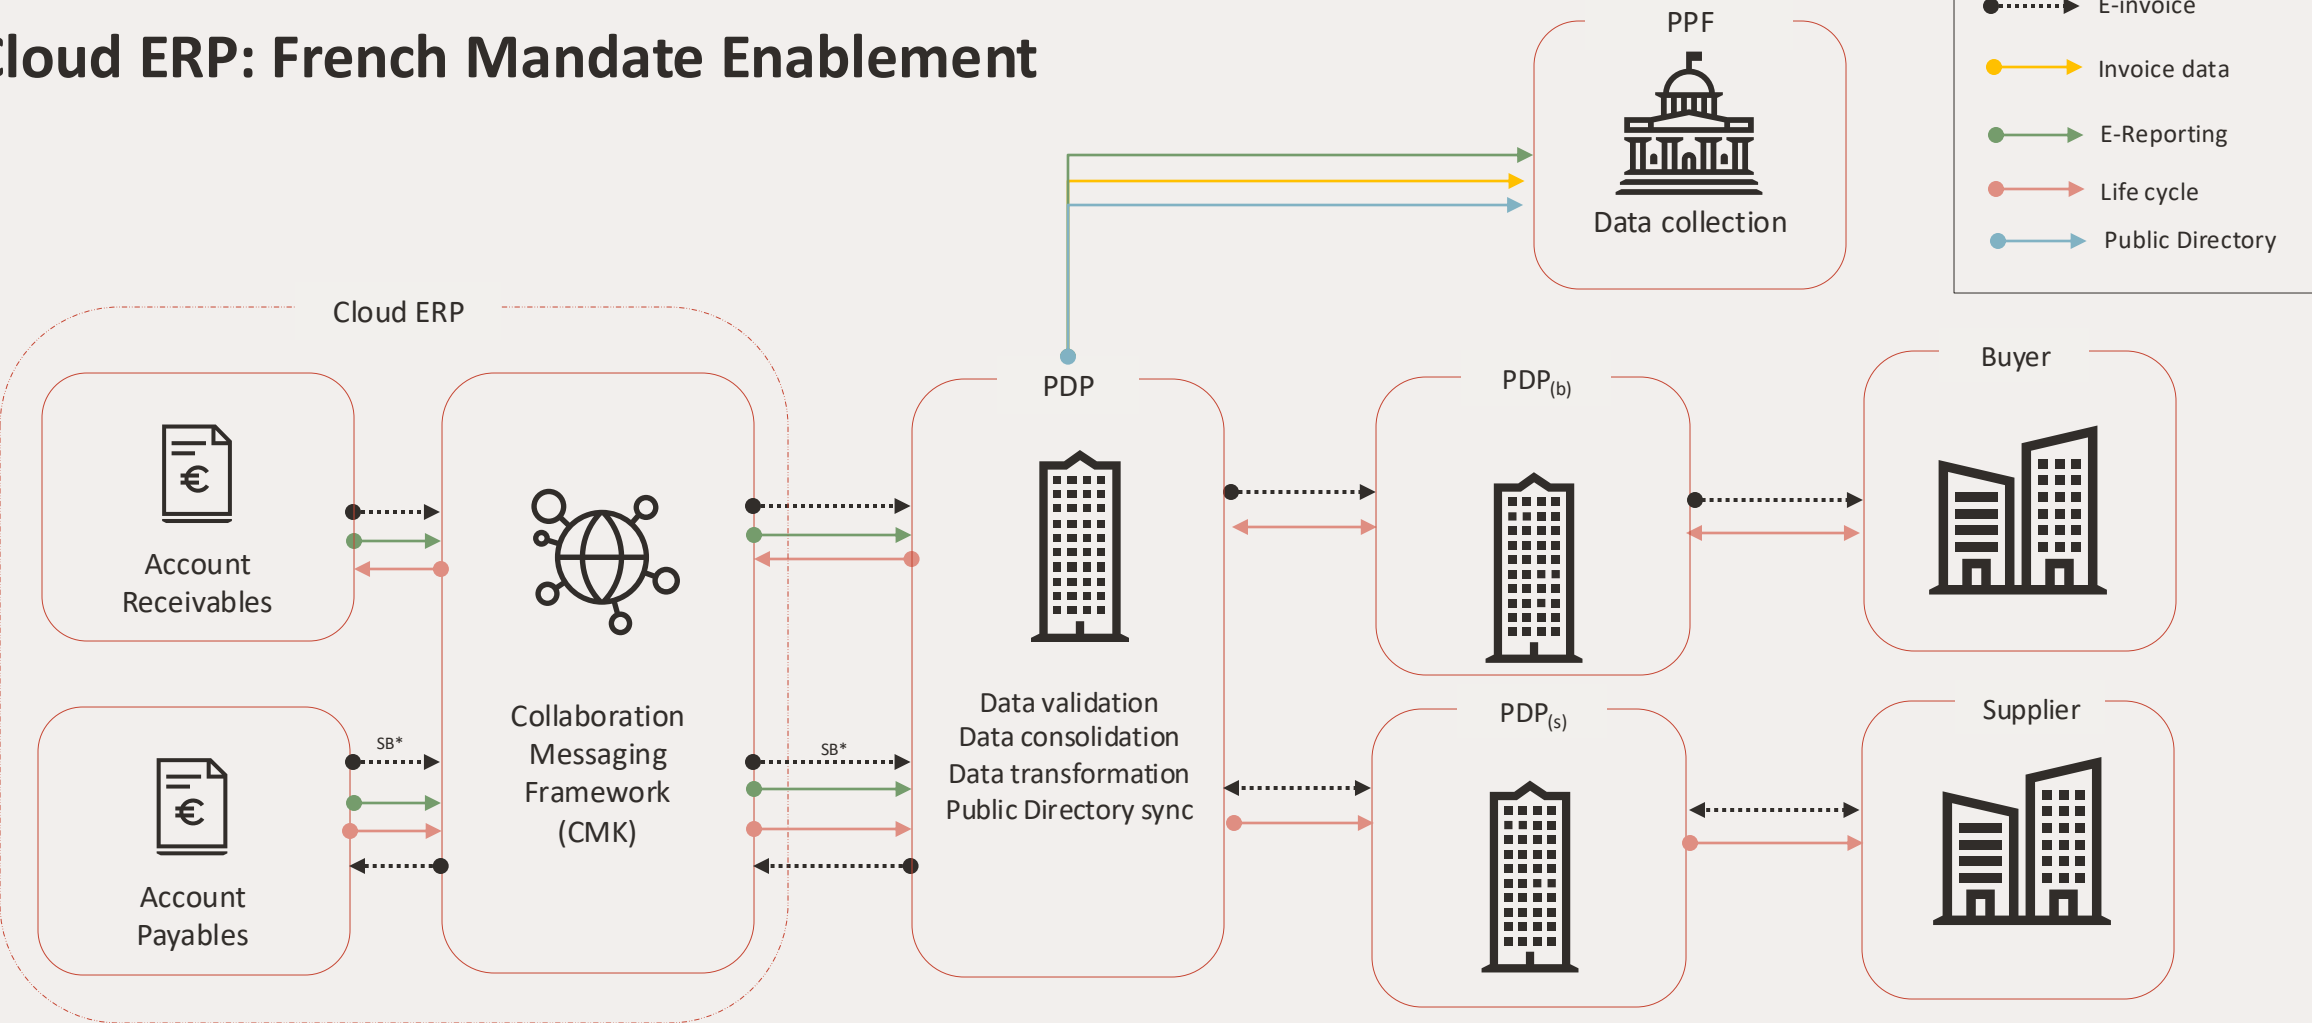 Cloud ERP: French Mandate Enablement
PPF
Data collection
E-invoice
Invoice data
E-Reporting
Life cycle
Public Directory
Cloud ERP
Account
Receivables
Account
Payables
SB*
Collaboration
Messaging
Framework
(CMK)
SB*
PDP
Data validation
Data consolidation
Data transformation
Public Directory sync
PDP(b)
Buyer
PDP(s)
Supplier
€
€